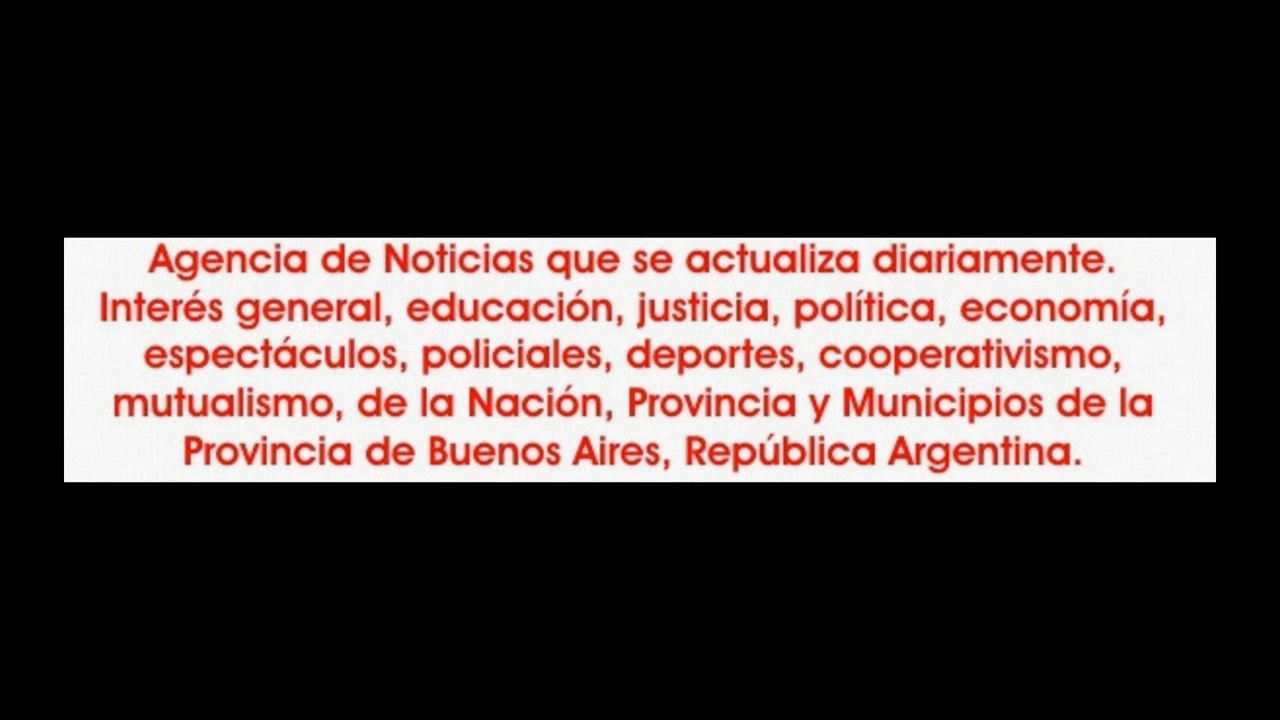 Agencia de Noticias que se actualiza diariamente.
Interés general, educación, justicia, política, economía,
espectáculos, policiales, deportes, cooperativismo,
mutualismo, de la Nación, Provincia y Municipios de la
Provincia de Buenos Aires, República Argentina.